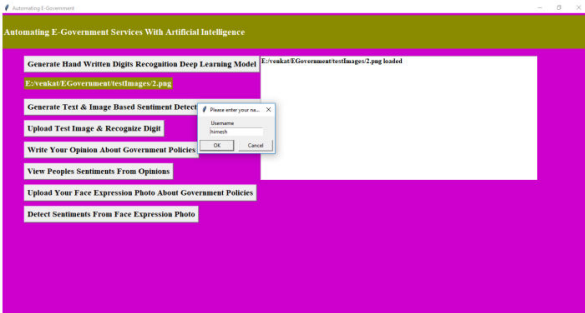 Automating E-Government
Automating E-Government Services With Artificial Intelligence
Generate Hand Written Digits Recognition Deep Learning Model
E:/venkat/EGovernment/testImages/2.png loaded
E:/venkat/EGovernment/testImages/2.png
Generate Text & Image Based Sentiment Detect
Please enter your na...
Username
himesh
OK
Cancel
Upload Test Image & Recognize Digit
Write Your Opinion About Government Policies
View Peoples Sentiments From Opinions
Upload Your Face Expression Photo About Government Policies
Detect Sentiments From Face Expression Photo